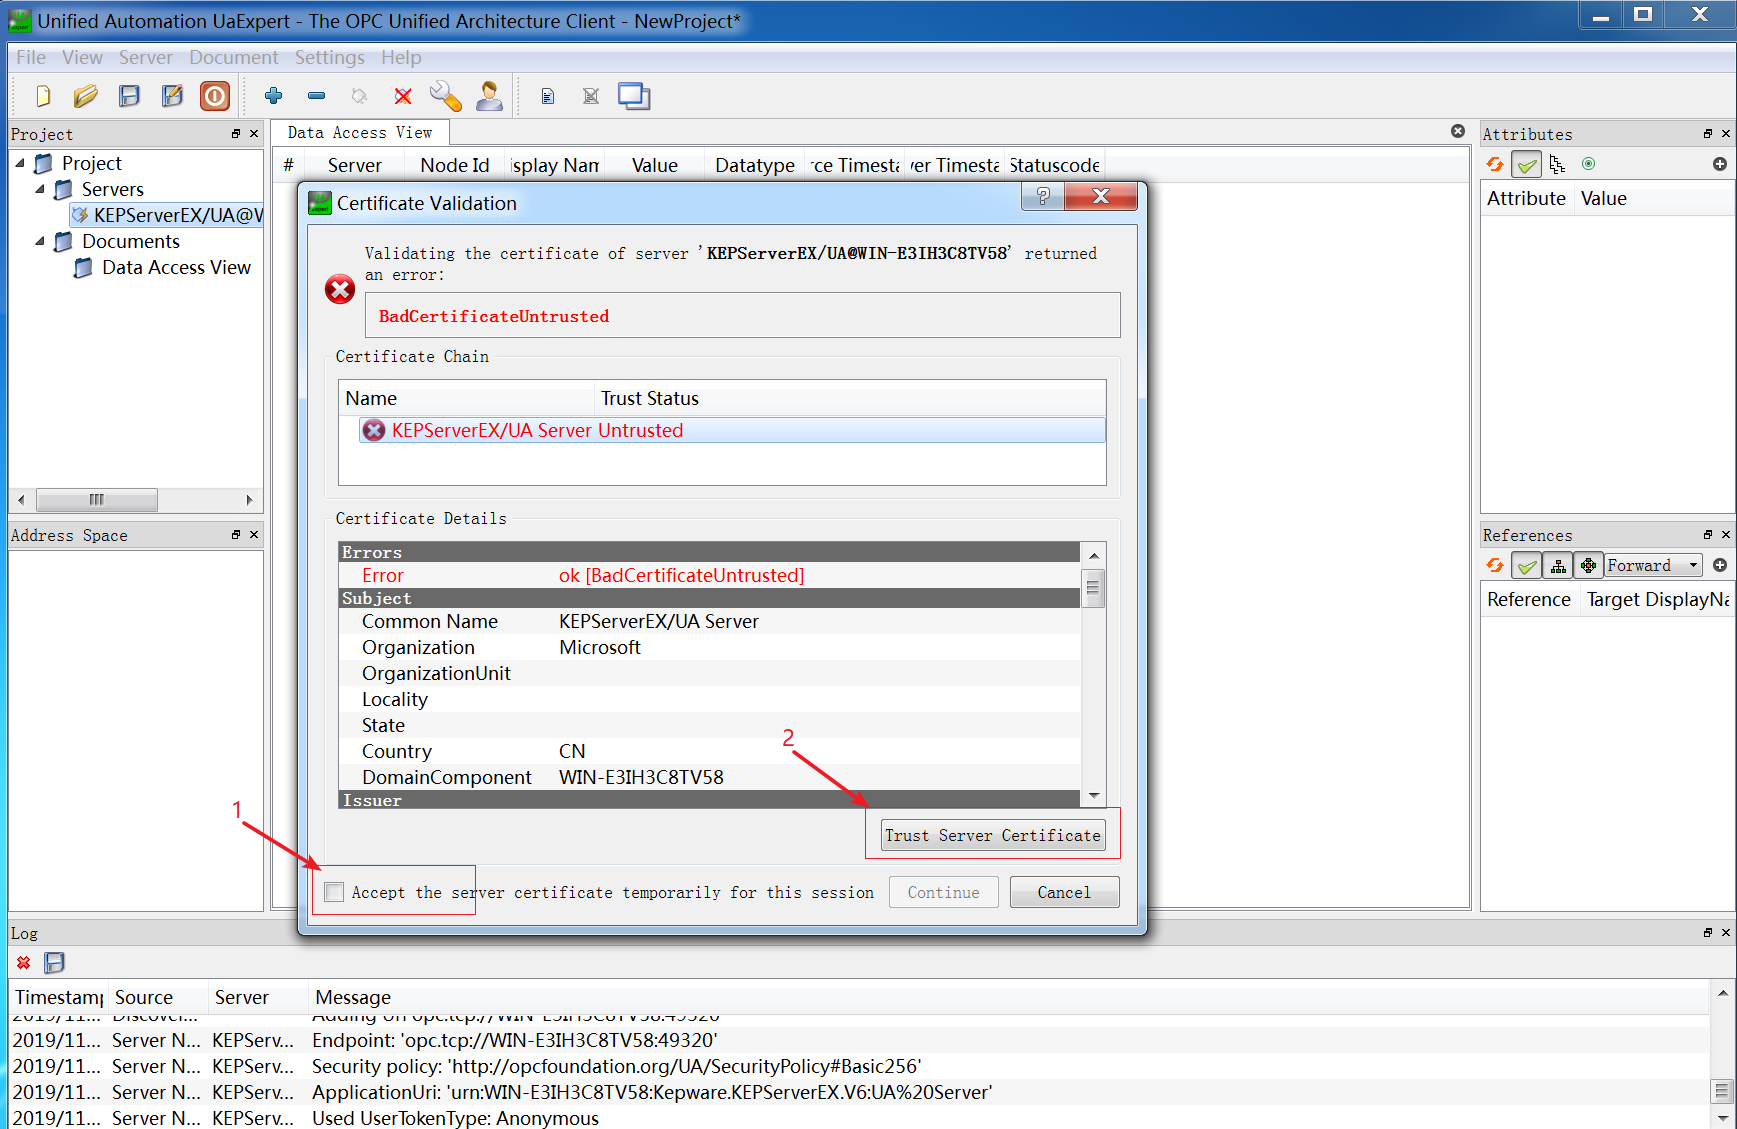 Unified Automation UaExpert - The OPC Unified Architecture Client - NewProject*
File View Server Document Settings Help
Project
Project
Servers
KEPServerEX/UA@
Documents
Data Access View
Address Space
Data Access View
# Server Node Id isplay Nam Value Datatype rce Timesta ver Timesta Statuscode
Attributes
Attribute Value
References
Forward
Reference Target DisplayNa
Certificate Validation
Validating the certificate of server 'KEPServerEX/UA@WIN-E3IH3C8TV58' returned
an error:
BadCertificateUntrusted
Certificate Chain
Name Trust Status
KEPServerEX/UA Server Untrusted
Certificate Details
Errors
Error ok [BadCertificateUntrusted]
Subject
Common Name KEPServerEX/UA Server
Organization Microsoft
OrganizationUnit
Locality
State
Country CN
DomainComponent WIN-E3IH3C8TV58
Issuer
2
Trust Server Certificate
1
Accept the server certificate temporarily for this session Continue Cancel
Log
Timestamp Source Server Message
2019/11... Discover... Adding Url opc.tcp://WIN-E3IH3C8TV58:49320
2019/11... Server N... KEPServ... Endpoint: 'opc.tcp://WIN-E3IH3C8TV58:49320'
2019/11... Server N... KEPServ... Security policy: 'http://opcfoundation.org/UA/SecurityPolicy#Basic256'
2019/11... Server N... KEPServ... ApplicationUri: 'urn:WIN-E3IH3C8TV58:Kepware.KEPServerEX.V6:UA%20Server'
2019/11... Server N... KEPServ... Used UserTokenType: Anonymous